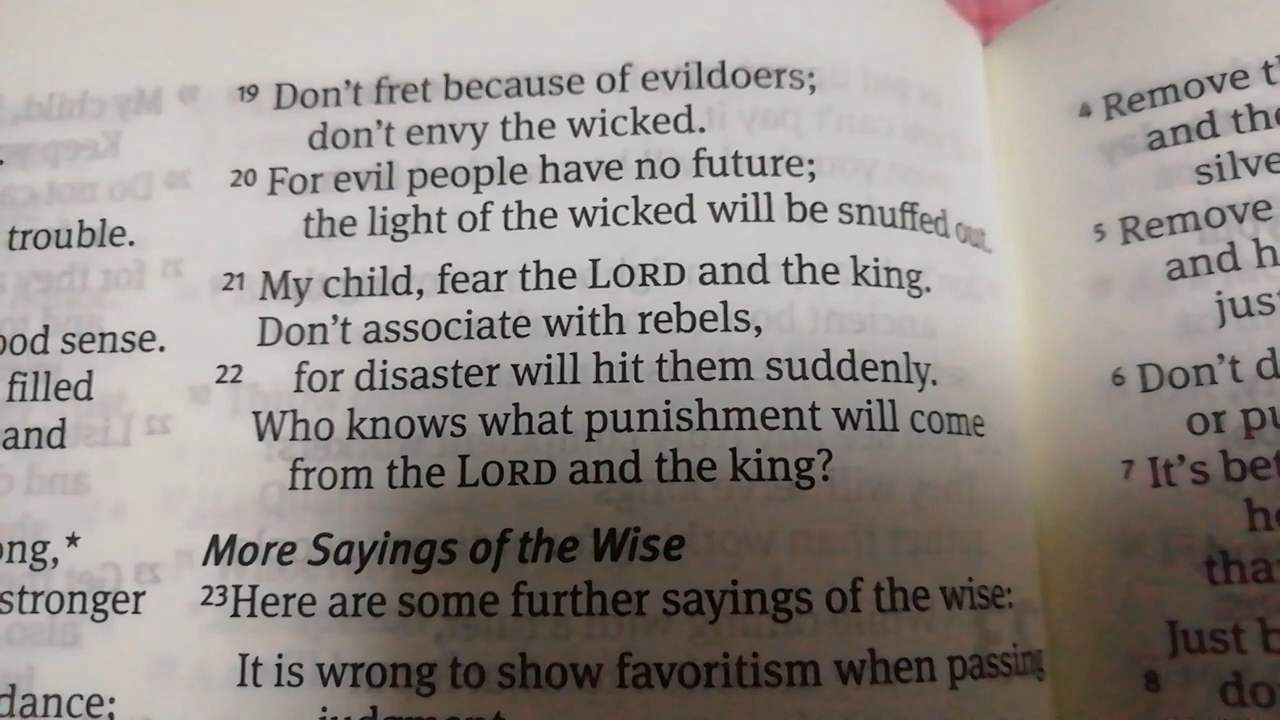 trouble.
ood sense.
filled
and
ong,*
stronger
dance;
19 Don't fret because of evildoers;
don't envy the wicked.
20 For evil people have no future;
the light of the wicked will be snuffed out.
21 My child, fear the LORD and the king.
Don't associate with rebels,
22 for disaster will hit them suddenly.
Who knows what punishment will come
from the LORD and the king?
More Sayings of the Wise
23 Here are some further sayings of the wise:
It is wrong to show favoritism when passing
judgment.
4 Remove t
and the
silve
5 Remove
and h
jus
6 Don't d
or pu
7 It's bet
he
tha
Just b
8 do